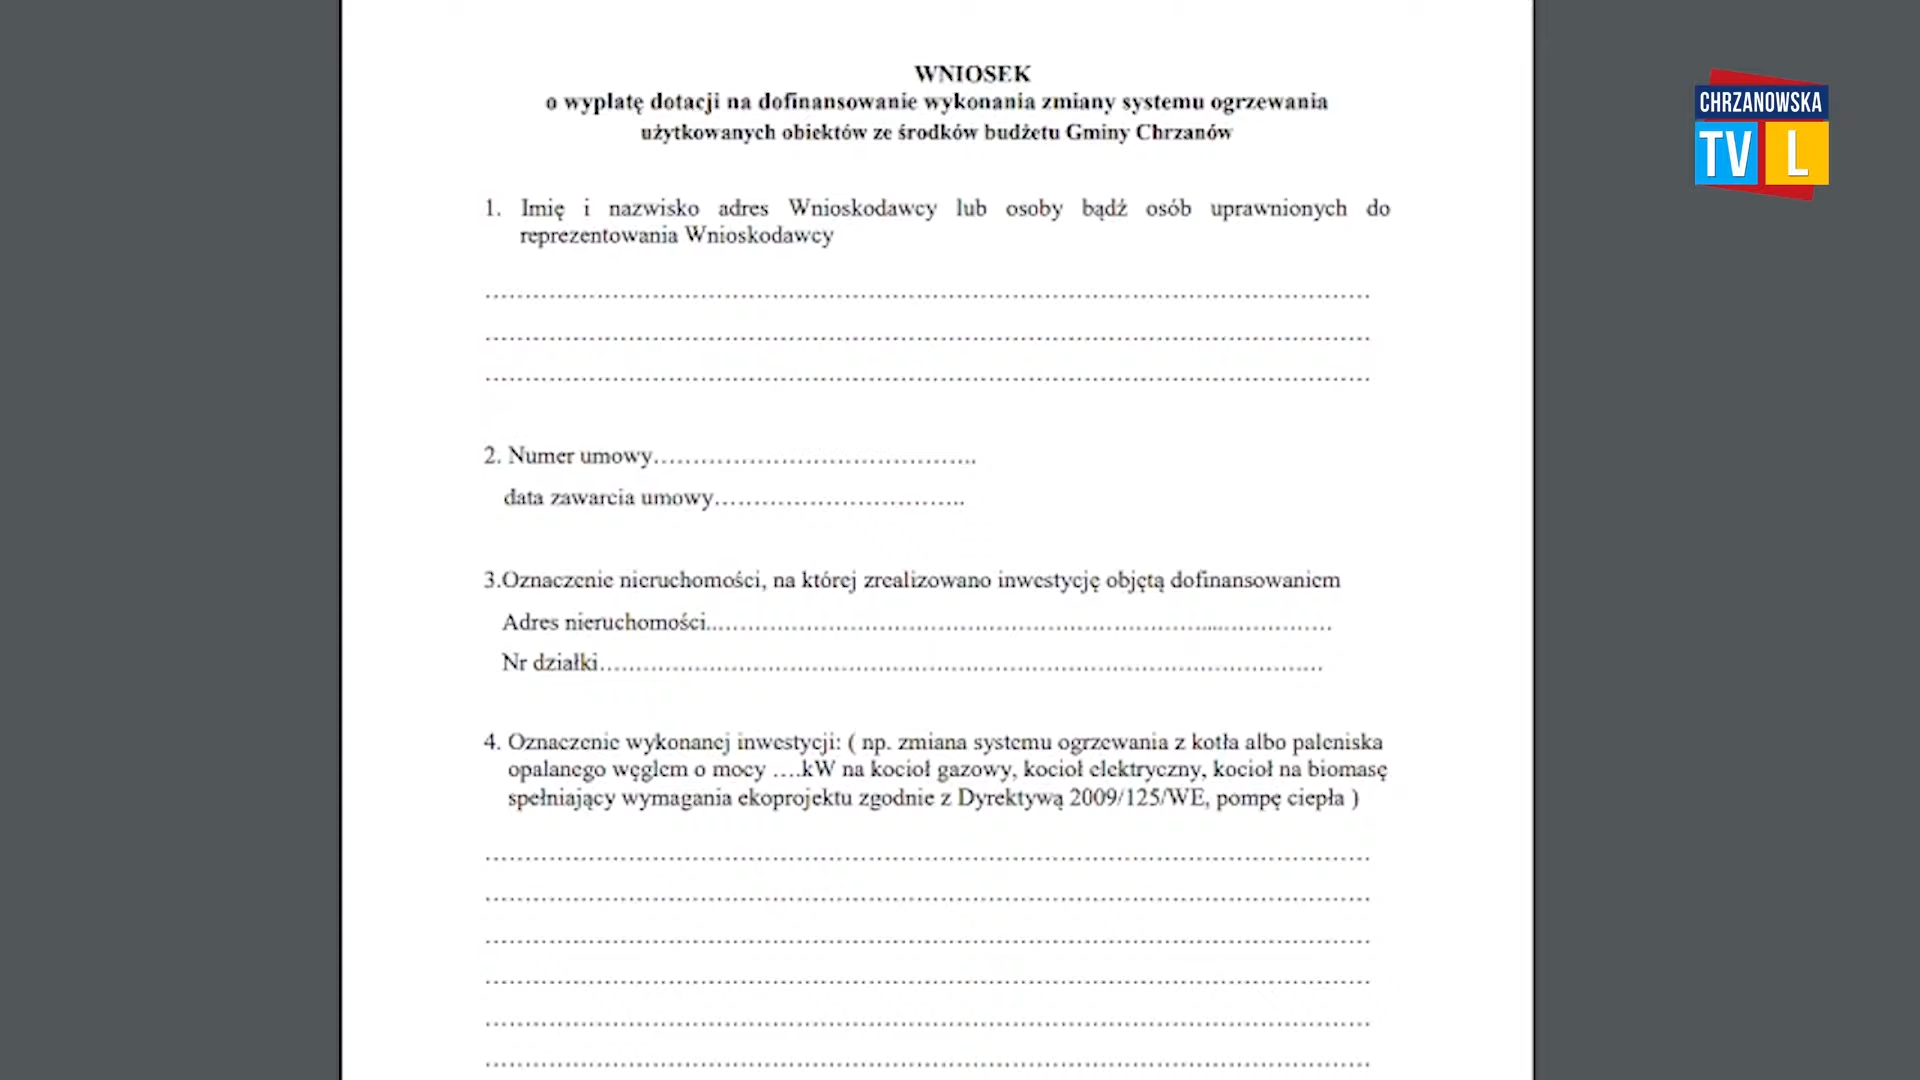 WNIOSEK
o wypłatę dotacji na dofinansowanie wykonania zmiany systemu ogrzewania
użytkowanych obiektów ze środków budżetu Gminy Chrzanów
1. Imię i nazwisko adres Wnioskodawcy lub osoby bądź osób uprawnionych do
reprezentowania Wnioskodawcy
2. Numer umowy……………………………………..
data zawarcia umowy…………………………..
3.Oznaczenie nieruchomości, na której zrealizowano inwestycję objętą dofinansowaniem
Adres nieruchomości..……………………………………………………....……………
Nr działki…………………………………………………………………………………
4. Oznaczenie wykonanej inwestycji: ( np. zmiana systemu ogrzewania z kotła albo paleniska
opalanego węglem o mocy ….kW na kocioł gazowy, kocioł elektryczny, kocioł na biomasę
spełniający wymagania ekoprojektu zgodnie z Dyrektywą 2009/125/WE, pompę ciepła )
CHRZANOWSKA
TV L